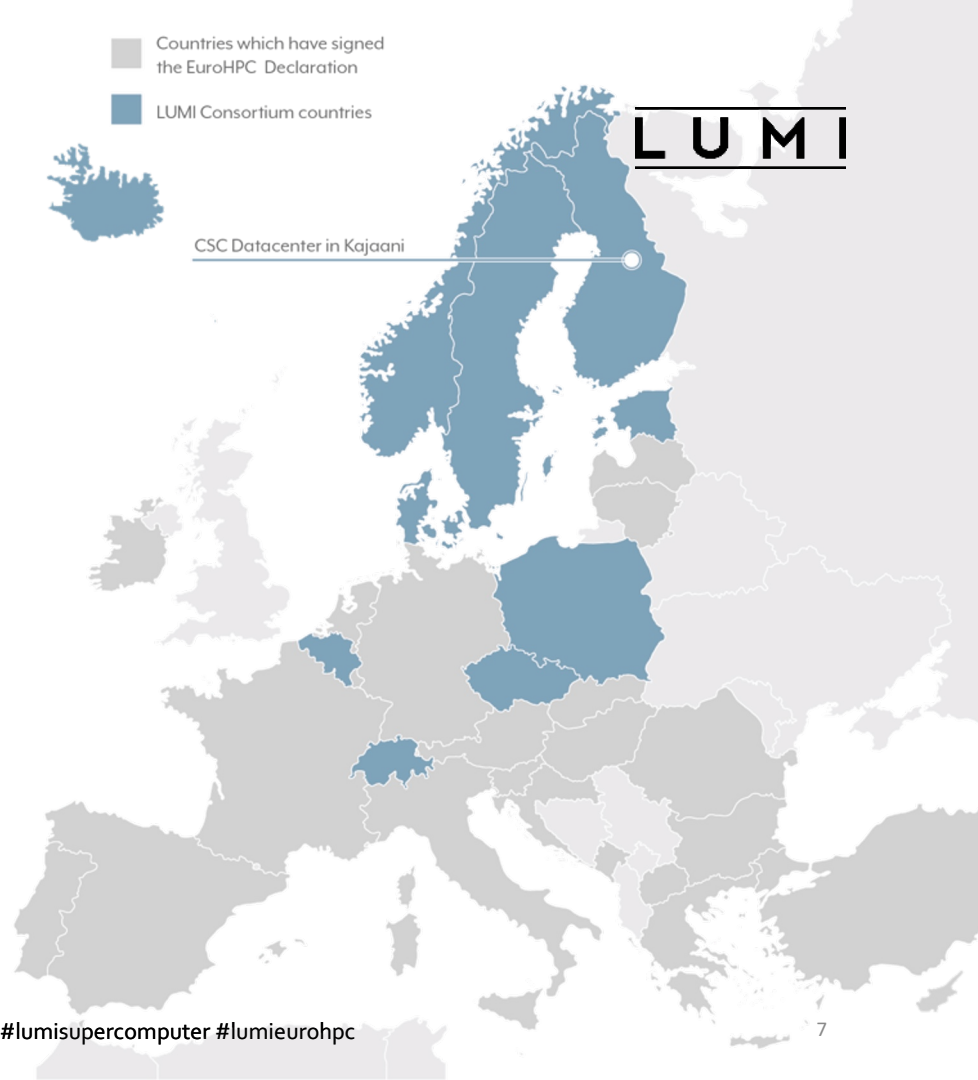 Countries which have signed
the EuroHPC Declaration
LUMI Consortium countries
LUMI
CSC Datacenter in Kajaani
#lumisupercomputer #lumieurohpc
7